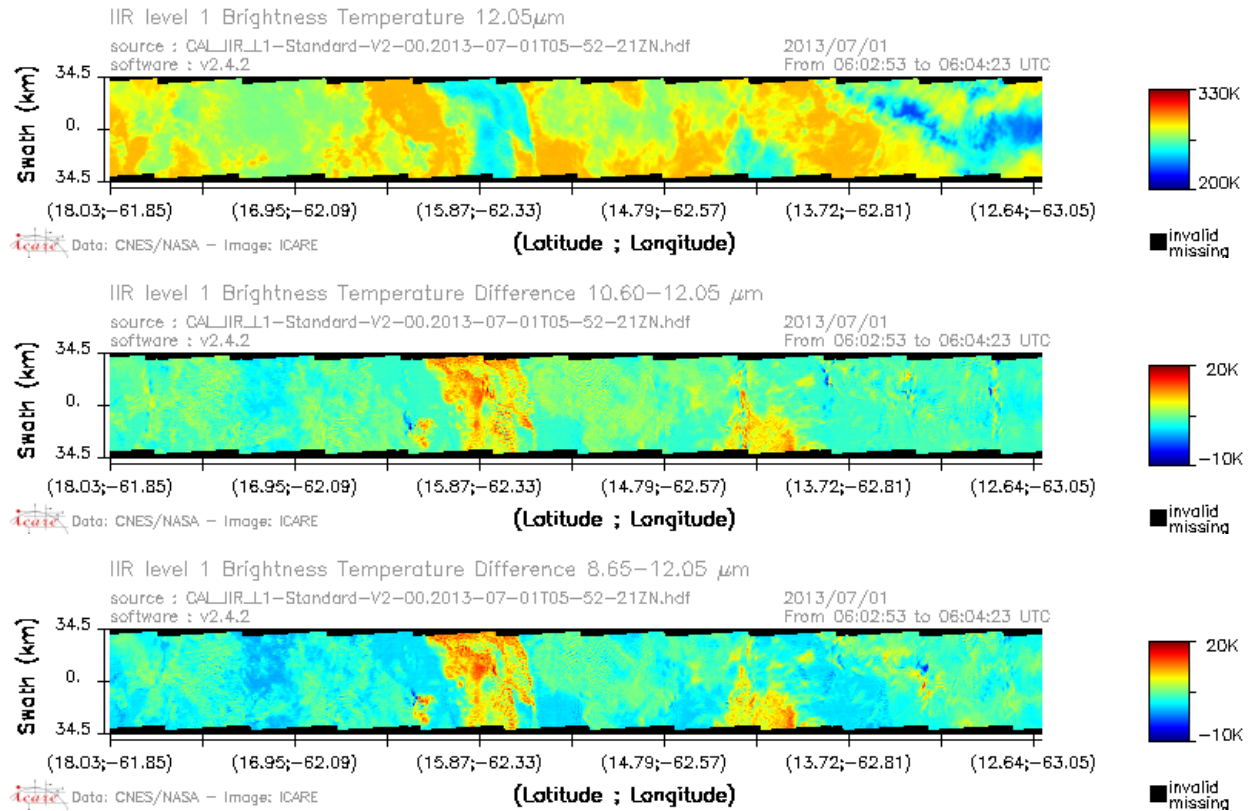 IIR level 1 Brightness Temperature 12.05μm
source : CAL_IIR_L1-Standard-V2-00.2013-07-01T05-52-21ZN.hdf 2013/07/01
software : v2.4.2 From 06:02:53 to 06:04:23 UTC
34.5
Swath (km)
0.
34.5
330K
200K
(18.03;-61.85) (16.95;-62.09) (15.87;-62.33) (14.79;-62.57) (13.72;-62.81) (12.64;-63.05)
Icare Data: CNES/NASA - Image: ICARE (Latitude ; Longitude)
invalid
missing
IIR level 1 Brightness Temperature Difference 10.60-12.05 μm
source : CAL_IIR_L1-Standard-V2-00.2013-07-01T05-52-21ZN.hdf 2013/07/01
software : v2.4.2 From 06:02:53 to 06:04:23 UTC
34.5
Swath (km)
0.
34.5
20K
-10K
(18.03;-61.85) (16.95;-62.09) (15.87;-62.33) (14.79;-62.57) (13.72;-62.81) (12.64;-63.05)
Icare Data: CNES/NASA - Image: ICARE (Latitude ; Longitude)
invalid
missing
IIR level 1 Brightness Temperature Difference 8.65-12.05 μm
source : CAL_IIR_L1-Standard-V2-00.2013-07-01T05-52-21ZN.hdf 2013/07/01
software : v2.4.2 From 06:02:53 to 06:04:23 UTC
34.5
Swath (km)
0.
34.5
20K
-10K
(18.03;-61.85) (16.95;-62.09) (15.87;-62.33) (14.79;-62.57) (13.72;-62.81) (12.64;-63.05)
Icare Data: CNES/NASA - Image: ICARE (Latitude ; Longitude)
invalid
missing